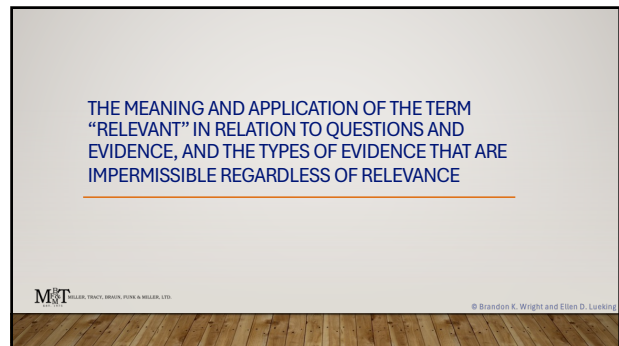 THE MEANING AND APPLICATION OF THE TERM
“RELEVANT” IN RELATION TO QUESTIONS AND
EVIDENCE, AND THE TYPES OF EVIDENCE THAT ARE
IMPERMISSIBLE REGARDLESS OF RELEVANCE
MILLER, TRACY, BRAUN, FUNK & MILLER, LTD.
© Brandon K. Wright and Ellen D. Lueking